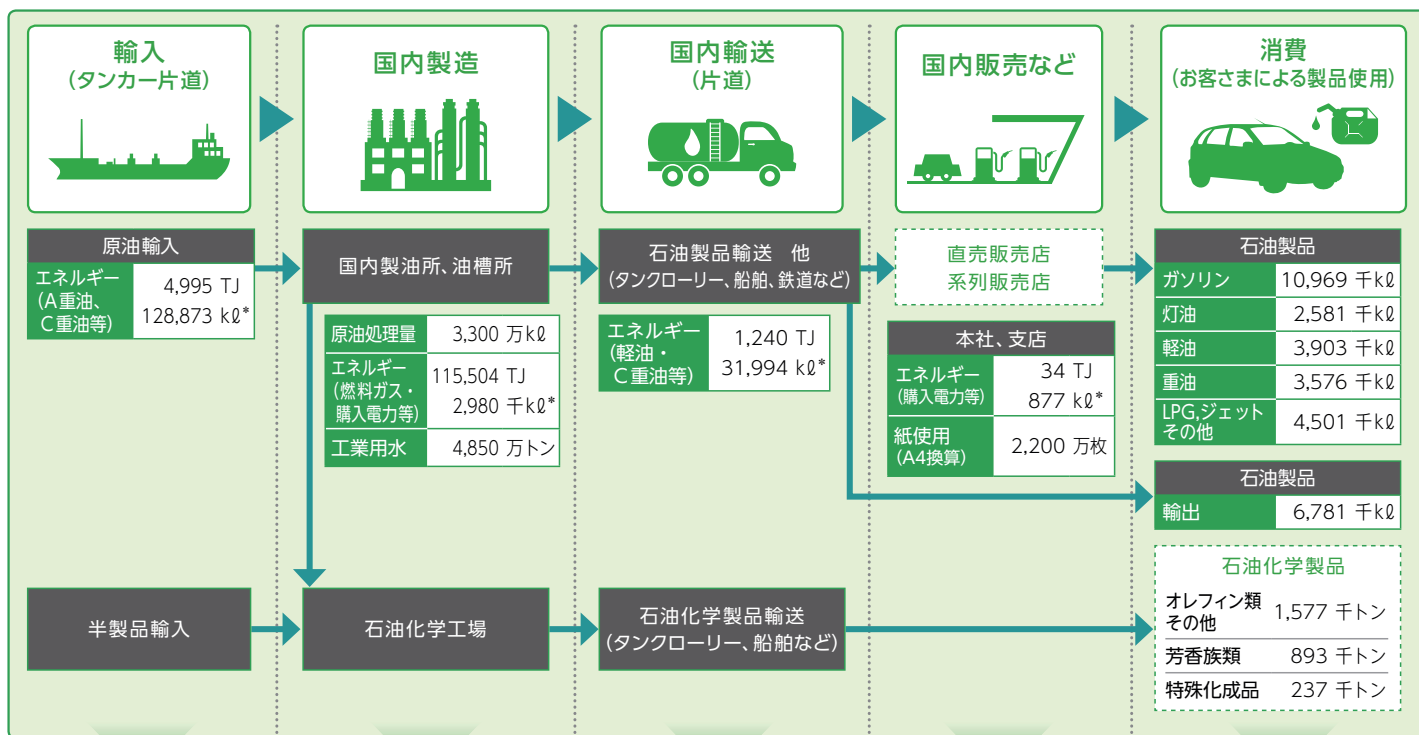 輸入
（タンカー片道）
国内製造
国内輸送
（片道）
国内販売など
消費
（お客さまによる製品使用）
原油輸入
エネルギー
（A重油、
C重油等）
4,995 TJ
128,873 kℓ*
国内製油所、油槽所
原油処理量
3,300 万kℓ
エネルギー
（燃料ガス・
購入電力等）
115,504 TJ
2,980 千kℓ*
工業用水
4,850 万トン
石油製品輸送 他
（タンクローリー、船舶、鉄道など）
エネルギー
（軽油・
C重油等）
1,240 TJ
31,994 kℓ*
直売販売店
系列販売店
本社、支店
エネルギー
（購入電力等）
34 TJ
877 kℓ*
紙使用
（A4換算）
2,200 万枚
石油製品
ガソリン
10,969 千kℓ
灯油
2,581 千kℓ
軽油
3,903 千kℓ
重油
3,576 千kℓ
LPG,ジェット
その他
4,501 千kℓ
石油製品
輸出
6,781 千kℓ
半製品輸入
石油化学工場
石油化学製品輸送
（タンクローリー、船舶など）
石油化学製品
オレフィン類
その他
1,577 千トン
芳香族類
893 千トン
特殊化成品
237 千トン